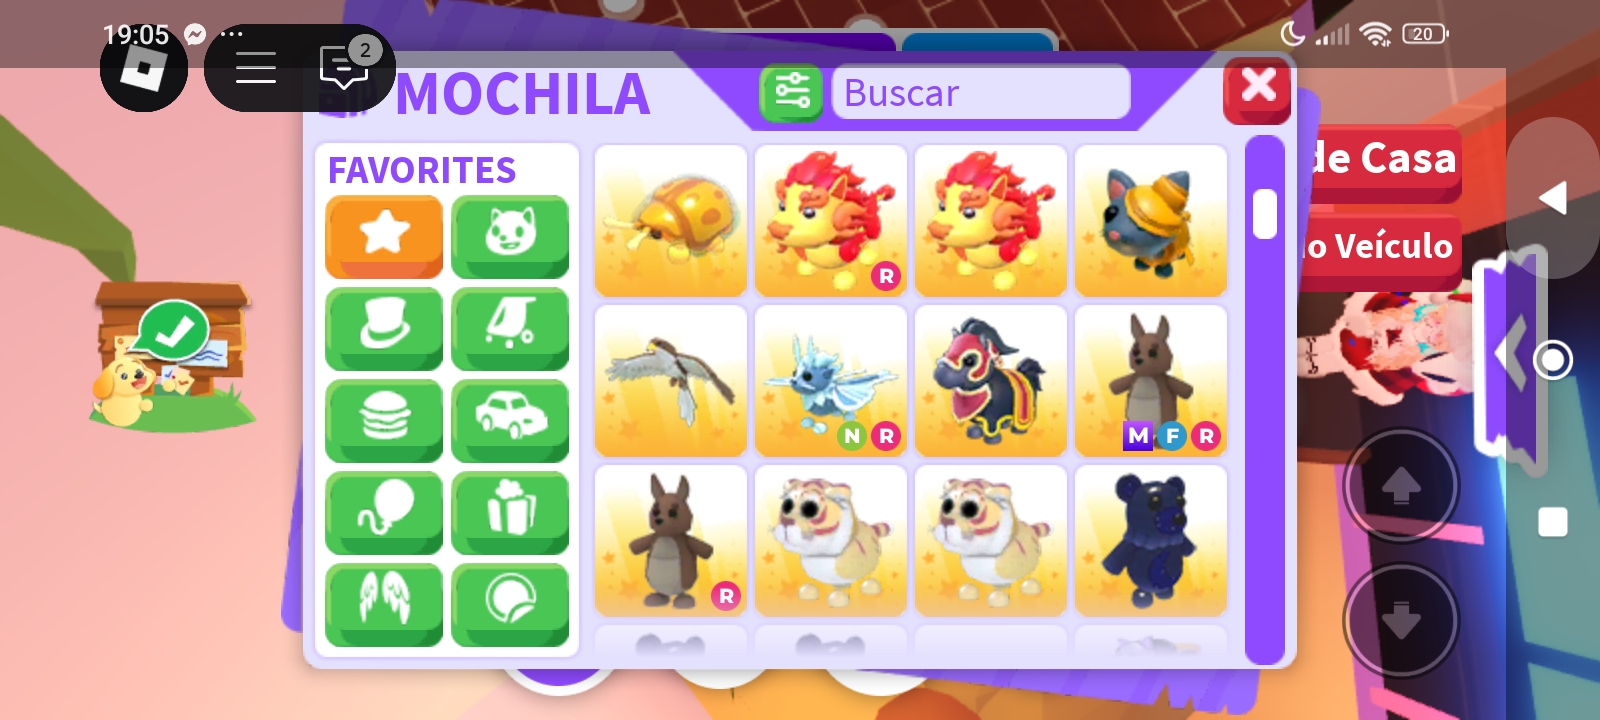 19:05
2
20
MOCHILA
Buscar
de Casa
o Veículo
FAVORITES
R
N R
M F R
R